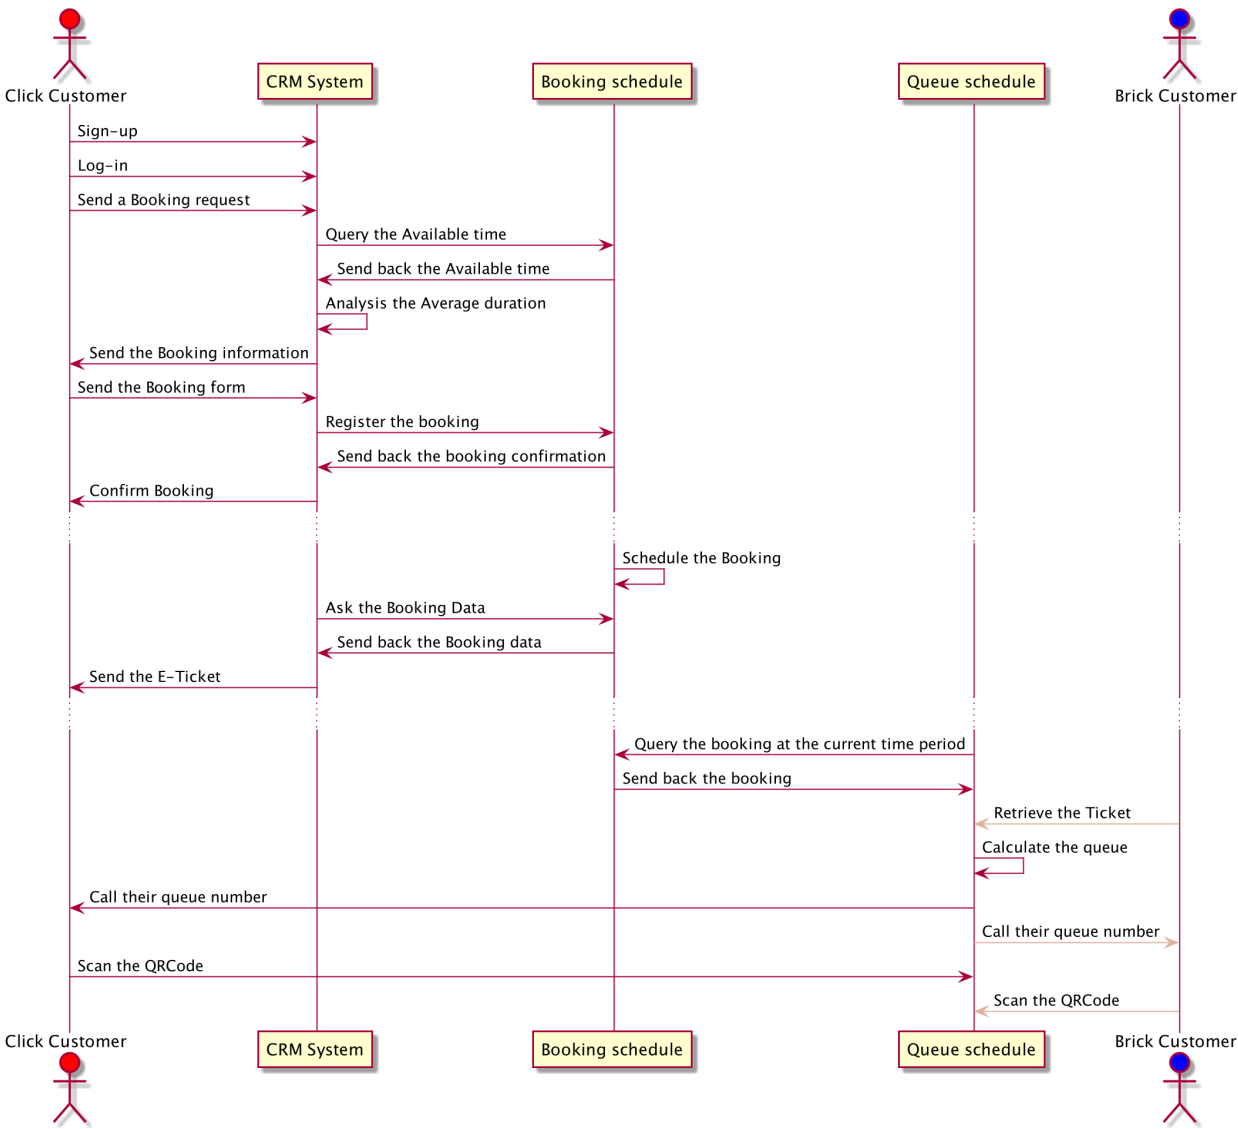 Click Customer
CRM System
Booking schedule
Queue schedule
Brick Customer
Sign-up
Log-in
Send a Booking request
Query the Available time
Send back the Available time
Analysis the Average duration
Send the Booking information
Send the Booking form
Register the booking
Send back the booking confirmation
Confirm Booking
Schedule the Booking
Ask the Booking Data
Send back the Booking data
Send the E-Ticket
Query the booking at the current time period
Send back the booking
Retrieve the Ticket
Calculate the queue
Call their queue number
Call their queue number
Scan the QRCode
Scan the QRCode
Click Customer
CRM System
Booking schedule
Queue schedule
Brick Customer